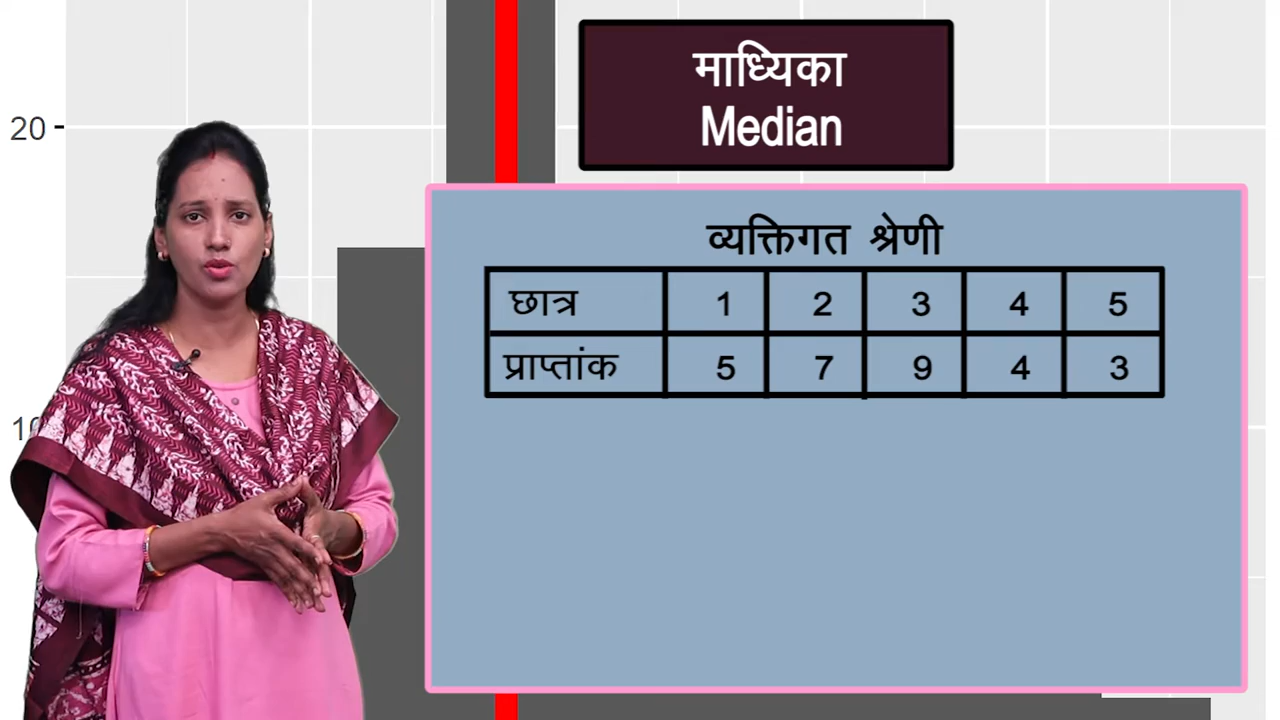 माध्यिका
Median
20
व्यक्तिगत श्रेणी
छात्र 1 2 3 4 5
प्राप्तांक 5 7 9 4 3